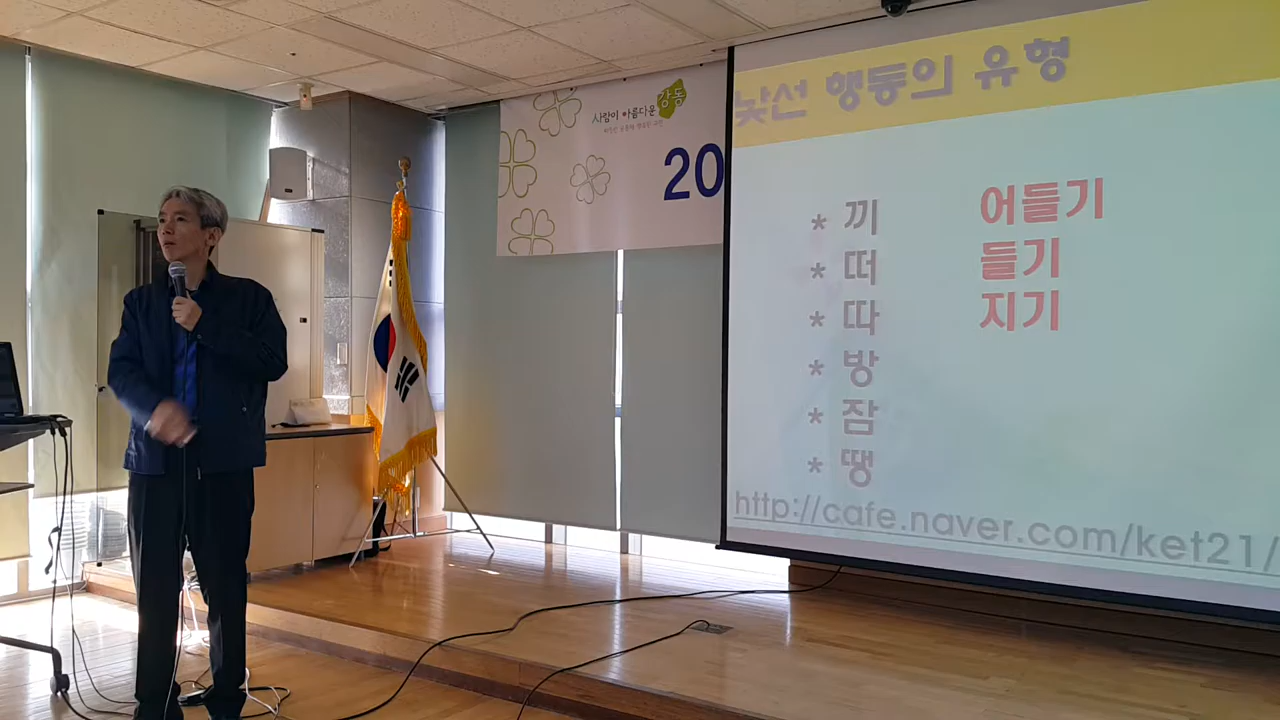 사람이 아름다운 강동
20
낯선 행동의 유형
* 끼 어들기
* 떠 들기
* 따 지기
* 방
* 잠
* 땡
http://cafe.naver.com/ket21/